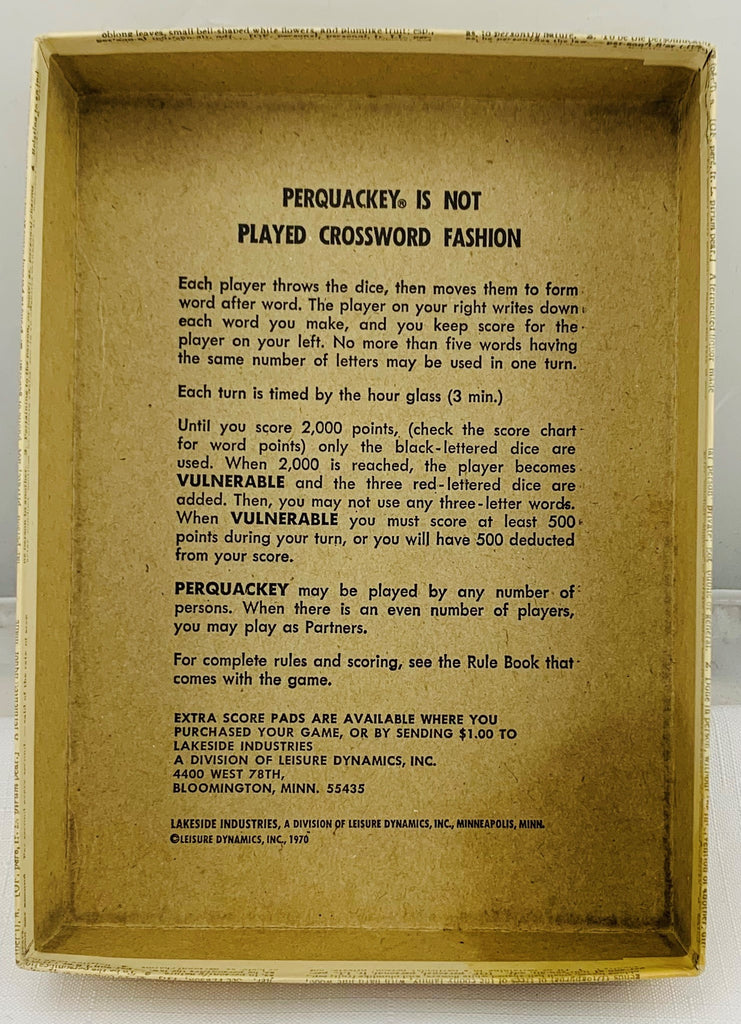 oblong leaves, small bell-shaped white flowers, and plumlike fruit;
PERQUACKEY® IS NOT
PLAYED CROSSWORD FASHION
Each player throws the dice, then moves them to form
word after word. The player on your right writes down
each word you make, and you keep score for the
player on your left. No more than five words having
the same number of letters may be used in one turn.
Each turn is timed by the hour glass (3 min.)
Until you score 2,000 points, (check the score chart
for word points) only the black-lettered dice are
used. When 2,000 is reached, the player becomes
VULNERABLE and the three red-lettered dice are
added. Then, you may not use any three-letter words.
When VULNERABLE you must score at least 500
points during your turn, or you will have 500 deducted
from your score.
PERQUACKEY may be played by any number of
persons. When there is an even number of players,
you may play as Partners.
For complete rules and scoring, see the Rule Book that
comes with the game.
EXTRA SCORE PADS ARE AVAILABLE WHERE YOU
PURCHASED YOUR GAME, OR BY SENDING $1.00 TO
LAKESIDE INDUSTRIES
A DIVISION OF LEISURE DYNAMICS, INC.
4400 WEST 78TH,
BLOOMINGTON, MINN. 55435
LAKESIDE INDUSTRIES, A DIVISION OF LEISURE DYNAMICS, INC., MINNEAPOLIS, MINN.
©LEISURE DYNAMICS, INC., 1970